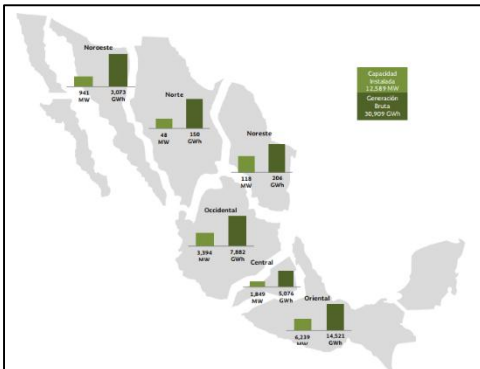 Noroeste
941
MW
3,073
GWh
Norte
48
MW
150
GWh
Noreste
118
MW
206
GWh
Capacidad
Instalada
12,589 MW
Generación
Bruta
30,909 GWh
Occidental
3,394
MW
7,882
GWh
Central
1,849
MW
5,076
GWh
Oriental
6,239
MW
14,521
GWh